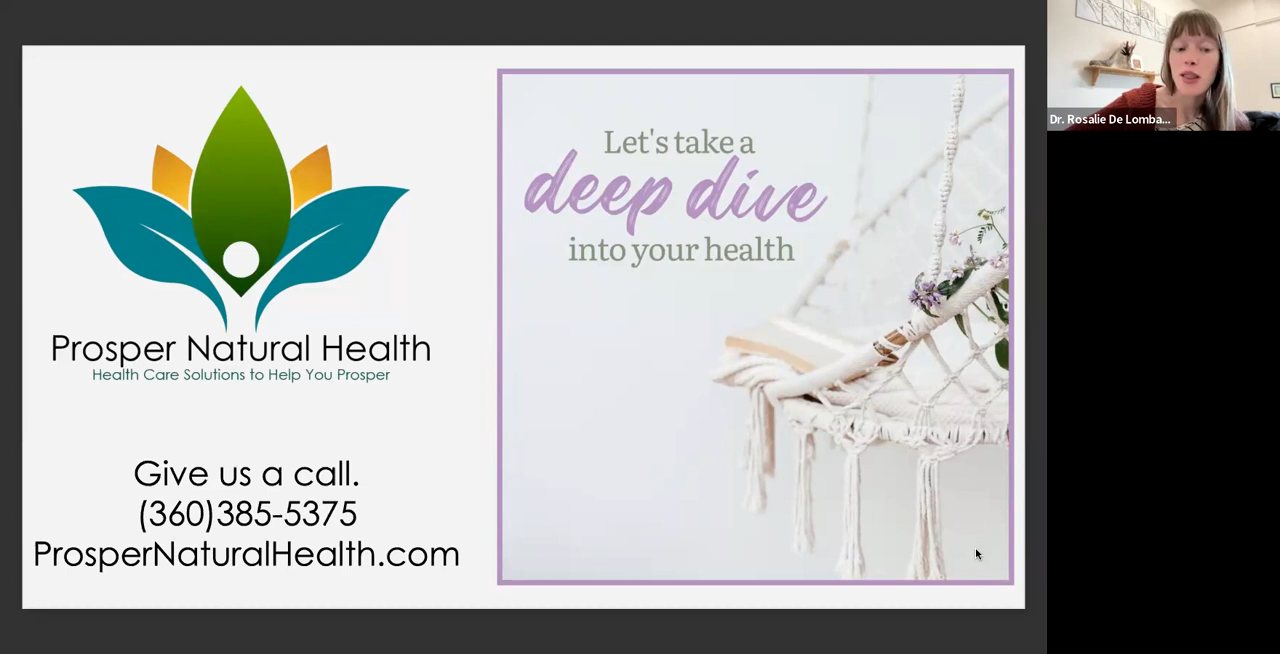 Prosper Natural Health
Health Care Solutions to Help You Prosper
Give us a call.
(360)385-5375
ProsperNaturalHealth.com
Let's take a
deep dive
into your health
Dr. Rosalie De Lomba...